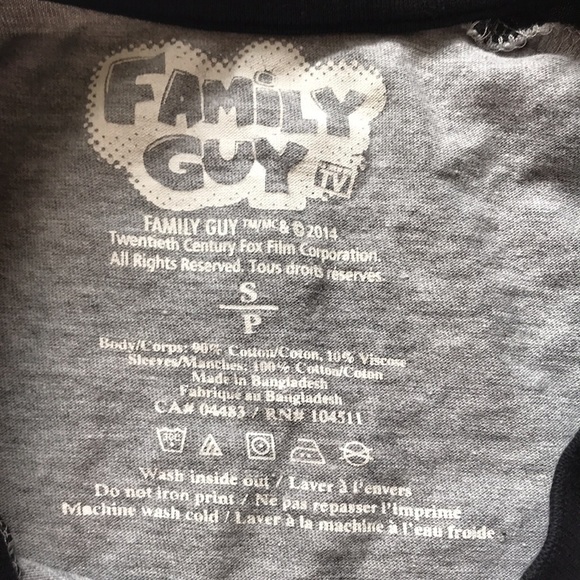 FAMILY
GUY
TV
FAMILY GUY TM/MC & © 2014
Twentieth Century Fox Film Corporation.
All Rights Reserved. Tous droits réservés.
S
P
Body/Corps: 90% Cotton/Coton, 10% Viscose
Sleeves/Manches: 100% Cotton/Coton
Made in Bangladesh
Fabriqué au Bangladesh
CA# 04483 / RN# 104511
30C
Wash inside out / Laver à l'envers
Do not iron print / Ne pas repasser l'imprimé
Machine wash cold / Laver à la machine à l'eau froide